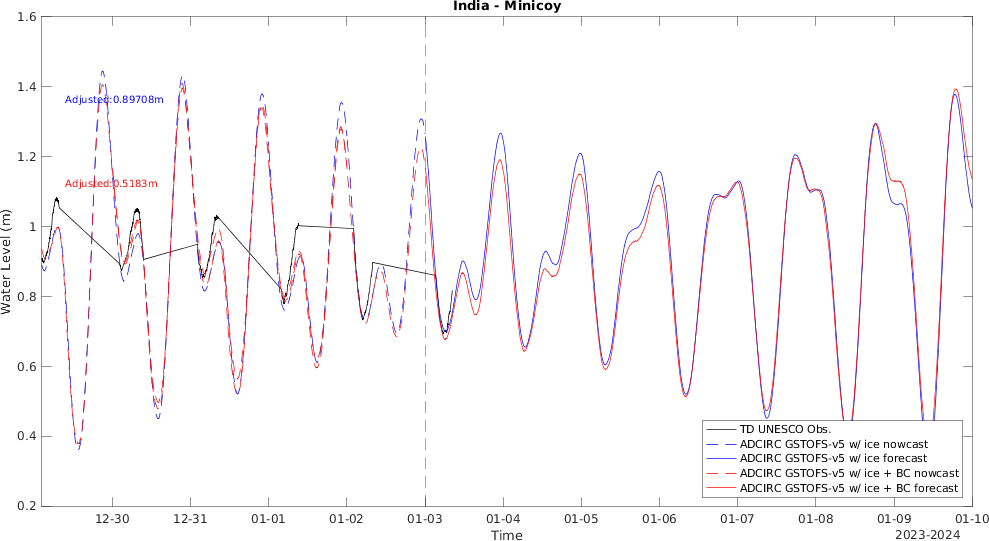 India - Minicoy
1.6
1.4
1.2
1
0.8
0.6
0.4
0.2
Water Level (m)
Adjusted:0.89708m
Adjusted:0.5183m
TD UNESCO Obs.
ADCIRC GSTOFS-v5 w/ ice nowcast
ADCIRC GSTOFS-v5 w/ ice forecast
ADCIRC GSTOFS-v5 w/ ice + BC nowcast
ADCIRC GSTOFS-v5 w/ ice + BC forecast
12-30 12-31 01-01 01-02 01-03 01-04 01-05 01-06 01-07 01-08 01-09 01-10
Time
2023-2024